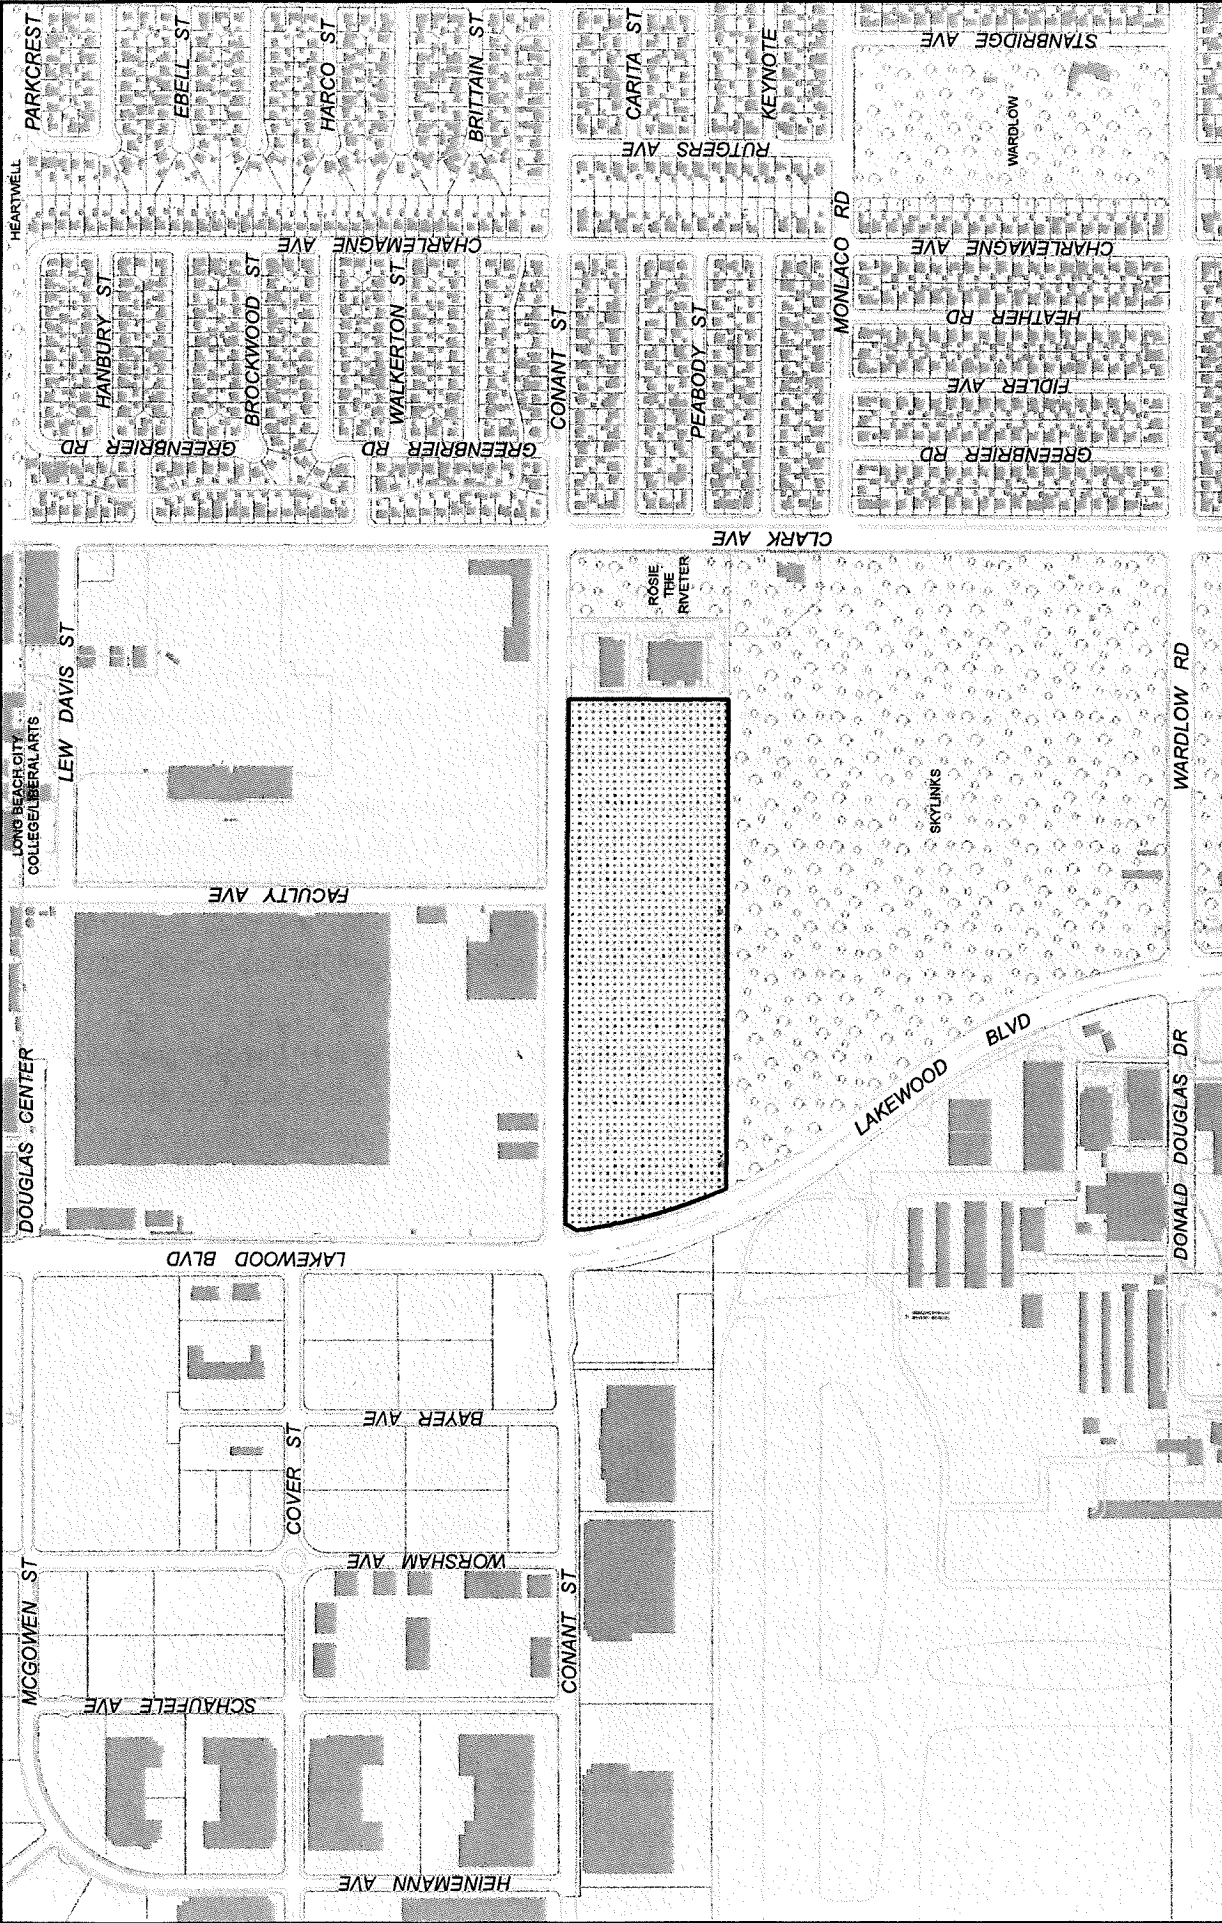 PARKCREST
EBELL ST
HARCO ST
BRITTAIN ST
CARITA ST
KEYNOTE
STANBRIDGE AVE
HEARTWELL
RUTGERS AVE
WARDLOW
CHARLEMAGNE AVE
MONLACO RD
CHARLEMAGNE AVE
HANBURY ST
BROCKWOOD ST
WALKERTON ST
CONANT ST
PEABODY ST
HEATHER RD
FIDLER AVE
GREENBRIER RD
GREENBRIER RD
GREENBRIER RD
CLARK AVE
ROSIE
THE
RIVETER
LEW DAVIS ST
LONG BEACH CITY
COLLEGE/LIBERAL ARTS
WARDLOW RD
SKYLINKS
FACULTY AVE
DOUGLAS CENTER
LAKEWOOD BLVD
DONALD DOUGLAS DR
LAKEWOOD BLVD
BAYER AVE
COVER ST
WORSHAM AVE
MCGOWEN ST
CONANT ST
SCHAUFELE AVE
HEINEMANN AVE